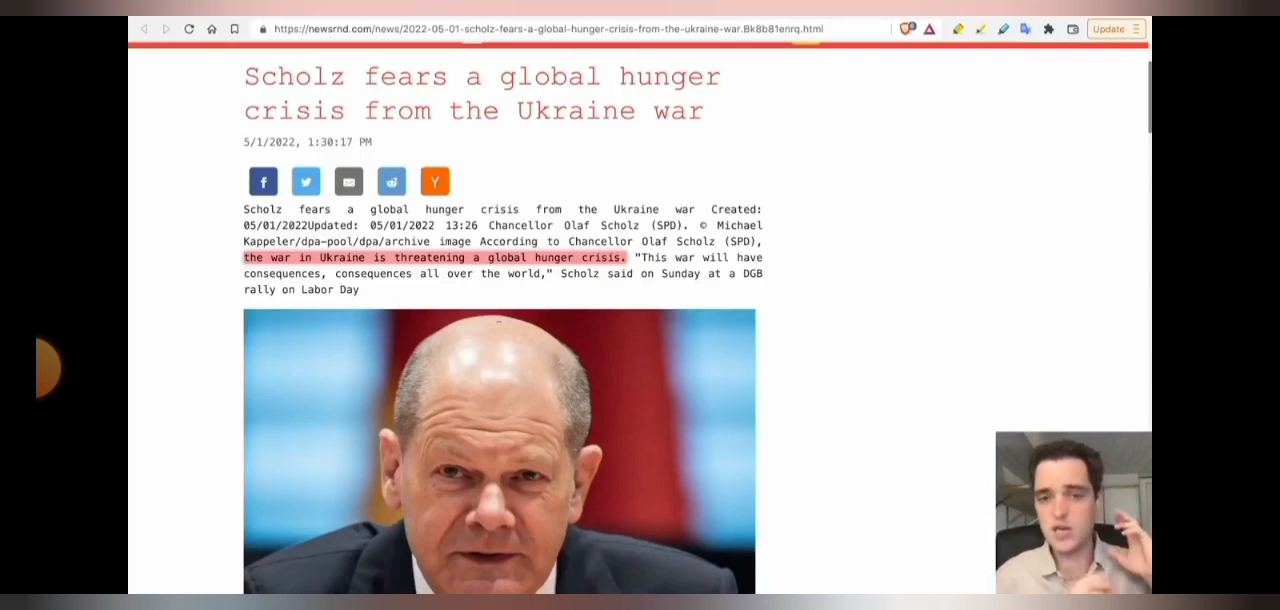 https://newsrnd.com/news/2022-05-01-scholz-fears-a-global-hunger-crisis-from-the-ukraine-war.Bk8b81enrq.html
Update
Scholz fears a global hunger
crisis from the Ukraine war
5/1/2022, 1:30:17 PM
f
Y
Scholz fears a global hunger crisis from the Ukraine war Created:
05/01/2022Updated: 05/01/2022 13:26 Chancellor Olaf Scholz (SPD). © Michael
Kappeler/dpa-pool/dpa/archive image According to Chancellor Olaf Scholz (SPD),
the war in Ukraine is threatening a global hunger crisis. "This war will have
consequences, consequences all over the world," Scholz said on Sunday at a DGB
rally on Labor Day